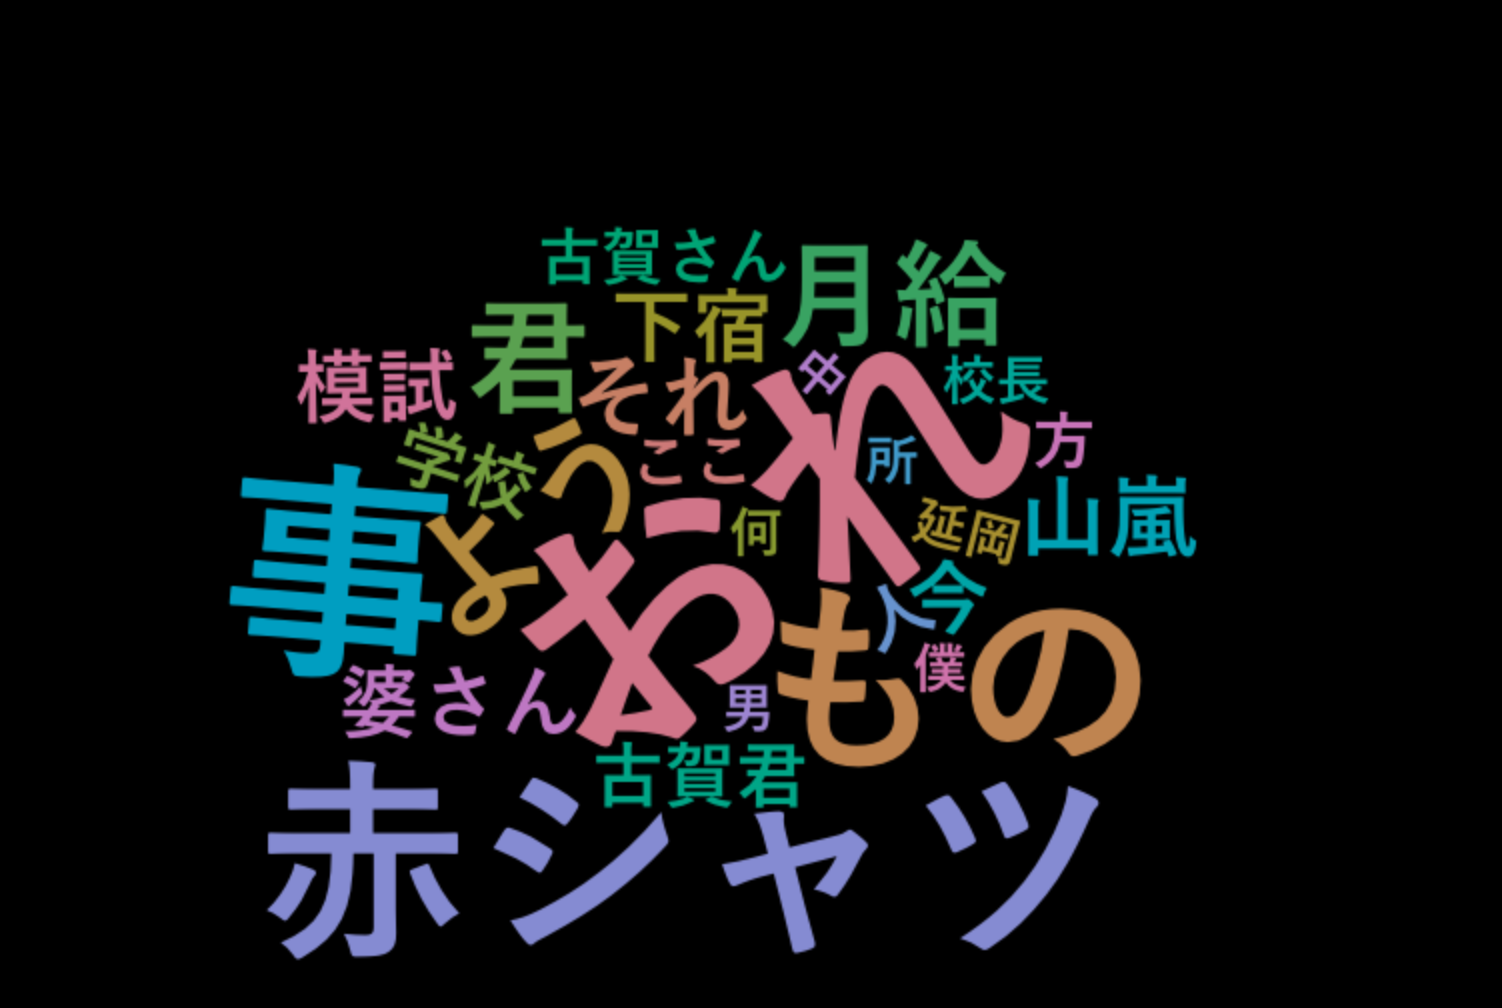 古賀さん
月給
下宿
君
模試
それ
校長
方
学校
ここ
所
おれ
よう
事
何
延岡
山嵐
今
人
もの
僕
婆さん
男
古賀君
赤シャツ